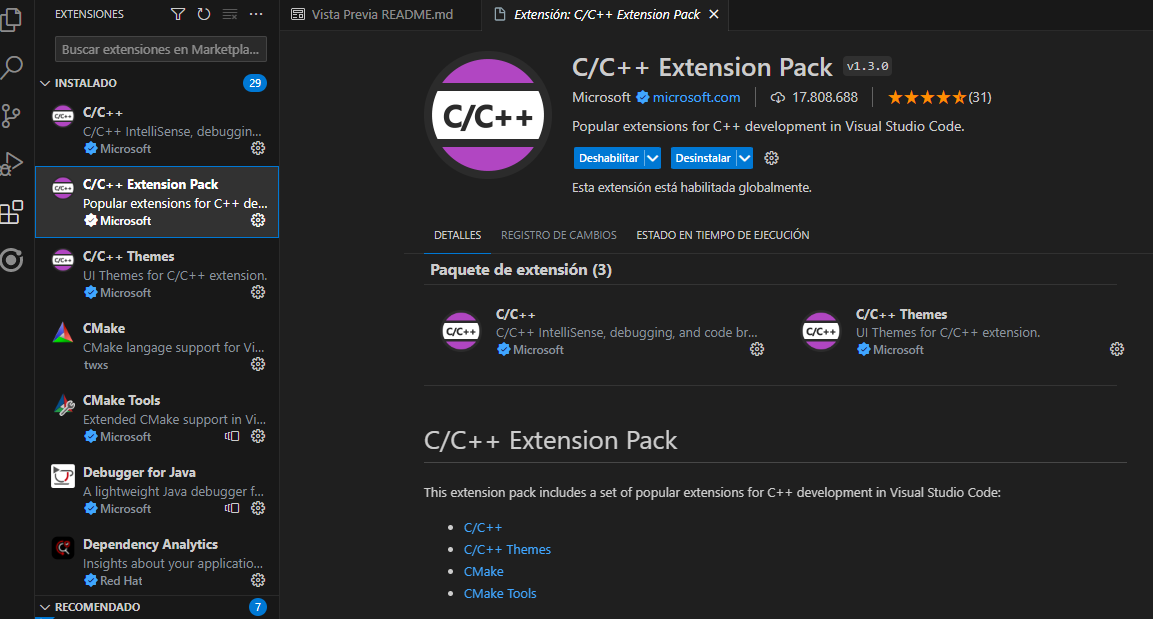 EXTENSIONES
Buscar extensiones en Marketpla...
INSTALADO 29
C/C++
C/C++
C/C++ IntelliSense, debuggin...
Microsoft
C/C++
C/C++ Extension Pack
Popular extensions for C++ de...
Microsoft
C/C++
C/C++ Themes
UI Themes for C/C++ extension.
Microsoft
CMake
CMake langage support for Vi...
twxs
CMake Tools
Extended CMake support in Vi...
Microsoft
Debugger for Java
A lightweight Java debugger f...
Microsoft
Dependency Analytics
Insights about your applicatio...
Red Hat
RECOMENDADO 7
Vista Previa README.md
Extensión: C/C++ Extension Pack
C/C++
C/C++ Extension Pack v1.3.0
Microsoft microsoft.com 17.808.688 (31)
Popular extensions for C++ development in Visual Studio Code.
Deshabilitar Desinstalar
Esta extensión está habilitada globalmente.
DETALLES REGISTRO DE CAMBIOS ESTADO EN TIEMPO DE EJECUCIÓN
Paquete de extensión (3)
C/C++
C/C++
C/C++ IntelliSense, debugging, and code br...
Microsoft
C/C++
C/C++ Themes
UI Themes for C/C++ extension.
Microsoft
C/C++ Extension Pack
This extension pack includes a set of popular extensions for C++ development in Visual Studio Code:
• C/C++
• C/C++ Themes
• CMake
• CMake Tools